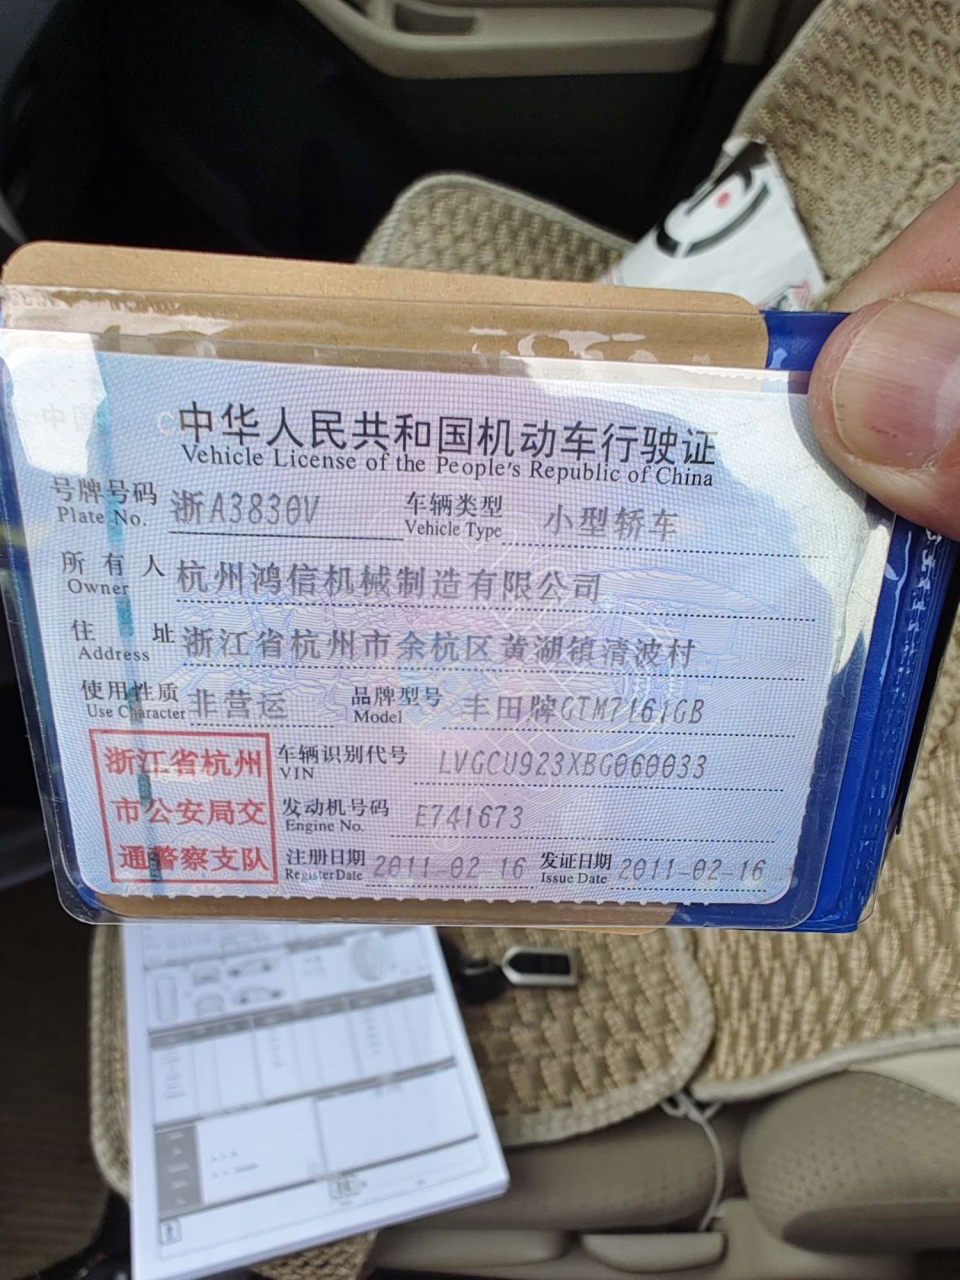 中华人民共和国机动车行驶证
Vehicle License of the People's Republic of China
号牌号码 浙A3830V 车辆类型 小型轿车
Plate No. Vehicle Type
所有人 杭州鸿信机械制造有限公司
Owner
住址 浙江省杭州市余杭区黄湖镇清波村
Address
使用性质 非营运 品牌型号 丰田牌GTM7161GB
Use Character Model
浙江省杭州
市公安局交
通警察支队
车辆识别代号 LVGCU923XBG060033
VIN
发动机号码 E741673
Engine No.
注册日期 2011-02-16 发证日期 2011-02-16
Register Date Issue Date